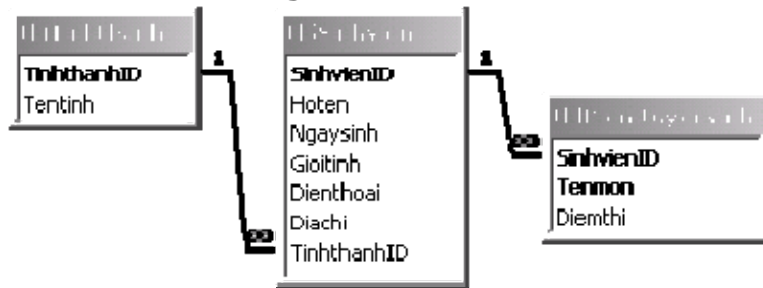 TinhthanhID
Tentinh
SinhvienID
Hoten
Ngaysinh
Gioitinh
Dienthoai
Diachi
TinhthanhID
SinhvienID
Tenmon
Diemthi
1
∞
1
∞